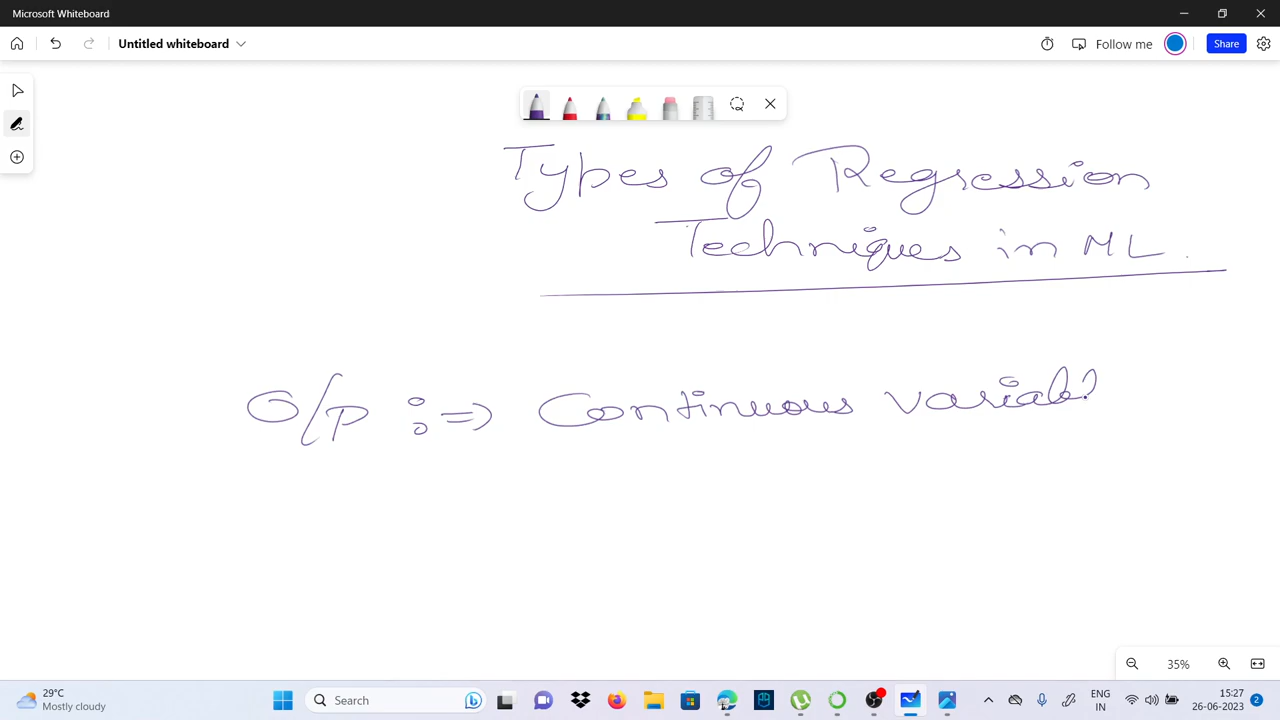 Microsoft Whiteboard
Untitled whiteboard
Follow me
Share
Types of Regression
Techniques in ML.
O/P : => Continuous
35%
29°C
Mostly cloudy
Search
ENG
IN
15:27
26-06-2023
2